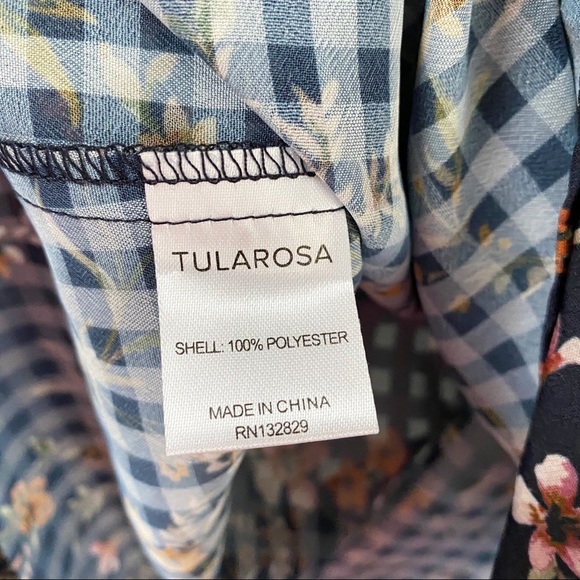 TULAROSA
SHELL: 100% POLYESTER
MADE IN CHINA
RN132829